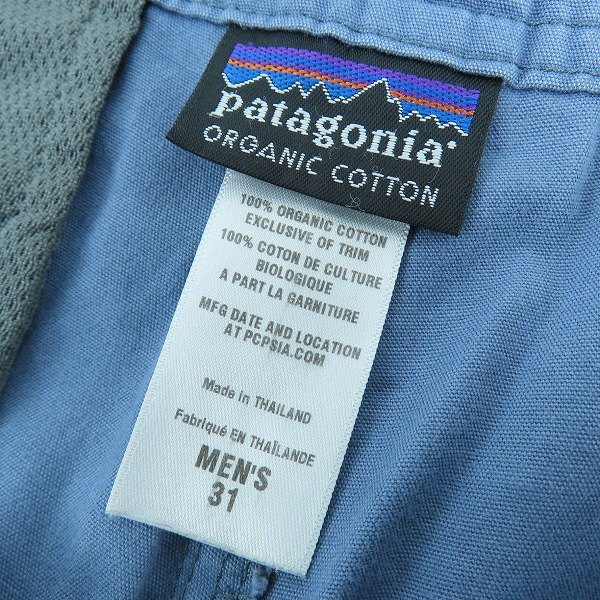 patagonia
ORGANIC COTTON
100% ORGANIC COTTON
EXCLUSIVE OF TRIM
100% COTON DE CULTURE
BIOLOGIQUE
A PART LA GARNITURE
MFG DATE AND LOCATION
AT PCPSIA.COM
Made in THAILAND
Fabriqué EN THAÏLANDE
MEN'S
31